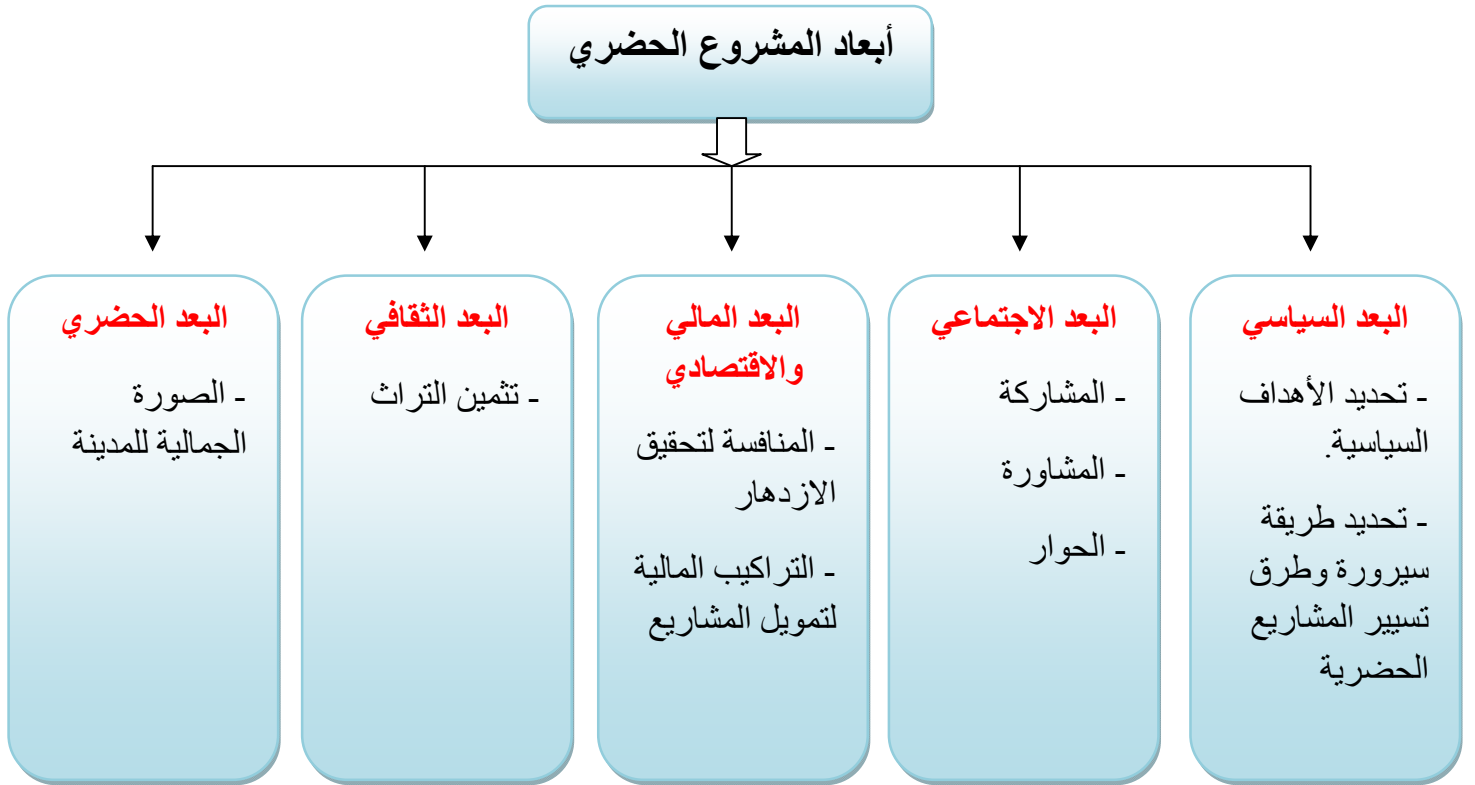 أبعاد المشروع الحضري
البعد السياسي
- تحديد الأهداف
السياسية.
- تحديد طريقة
سيرورة وطرق
تسيير المشاريع
الحضرية
البعد الاجتماعي
- المشاركة
- المشاورة
- الحوار
البعد المالي
والاقتصادي
- المنافسة لتحقيق
الازدهار
- التراكيب المالية
لتمويل المشاريع
البعد الثقافي
- تثمين التراث
البعد الحضري
- الصورة
الجمالية للمدينة